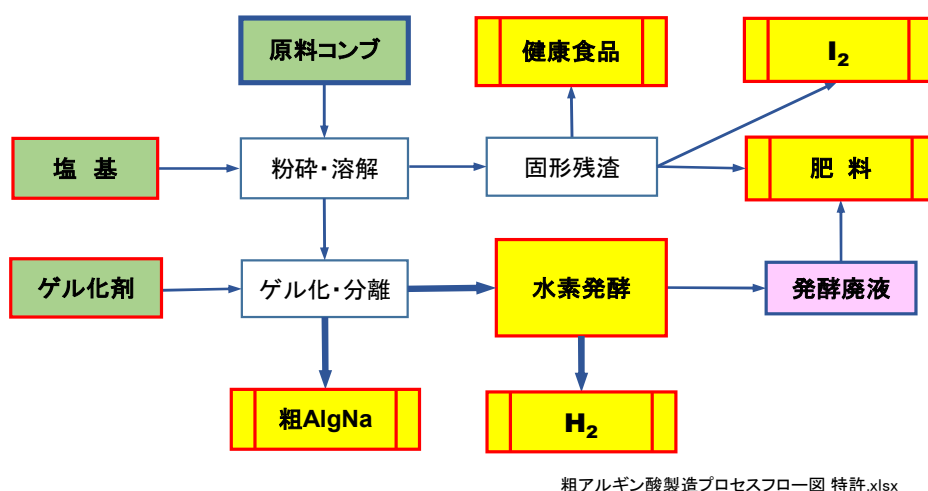 原料コンブ
健康食品
I₂
塩 基
粉砕・溶解
固形残渣
肥 料
ゲル化剤
ゲル化・分離
水素発酵
発酵廃液
粗AlgNa
H₂
粗アルギン酸製造プロセスフロー図 特許.xlsx